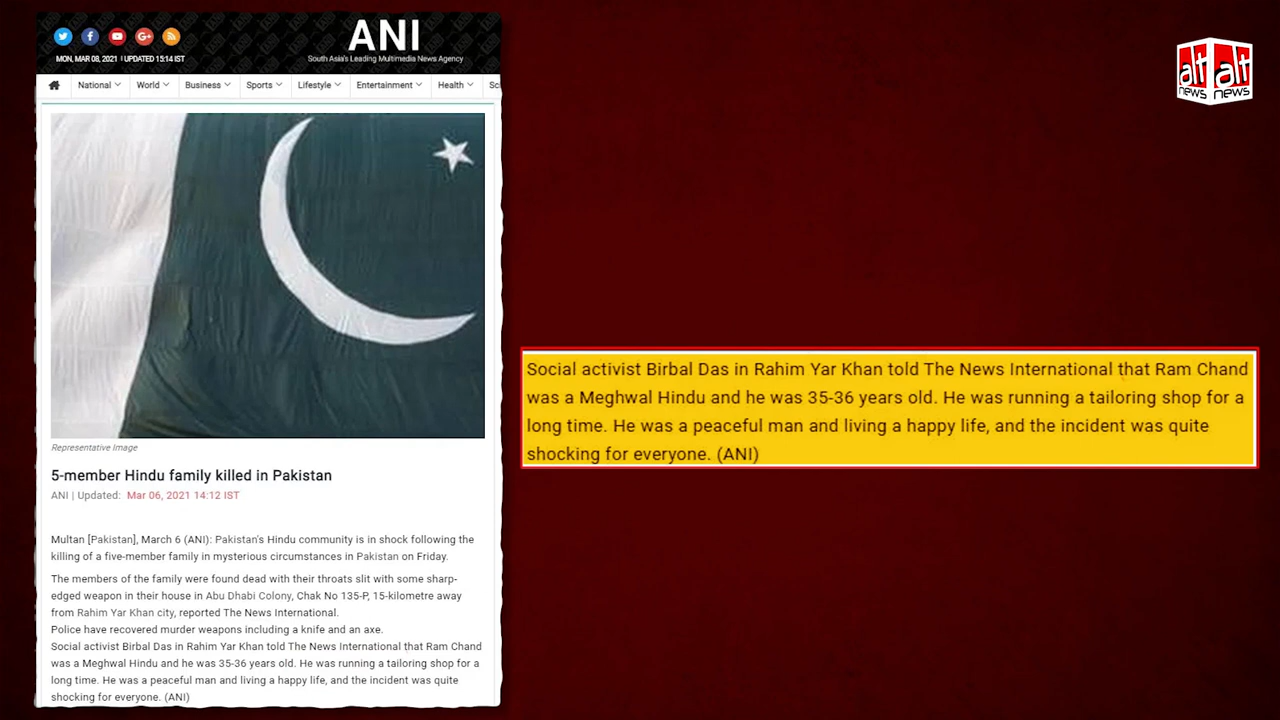 ANI
South Asia's Leading Multimedia News Agency
MON, MAR 08, 2021 | UPDATED 15:14 IST
National World Business Sports Lifestyle Entertainment Health Sci
Representative Image
5-member Hindu family killed in Pakistan
ANI | Updated: Mar 06, 2021 14:12 IST
Multan [Pakistan], March 6 (ANI): Pakistan's Hindu community is in shock following the
killing of a five-member family in mysterious circumstances in Pakistan on Friday.
The members of the family were found dead with their throats slit with some sharp-
edged weapon in their house in Abu Dhabi Colony, Chak No 135-P, 15-kilometre away
from Rahim Yar Khan city, reported The News International.
Police have recovered murder weapons including a knife and an axe.
Social activist Birbal Das in Rahim Yar Khan told The News International that Ram Chand
was a Meghwal Hindu and he was 35-36 years old. He was running a tailoring shop for a
long time. He was a peaceful man and living a happy life, and the incident was quite
shocking for everyone. (ANI)
Social activist Birbal Das in Rahim Yar Khan told The News International that Ram Chand
was a Meghwal Hindu and he was 35-36 years old. He was running a tailoring shop for a
long time. He was a peaceful man and living a happy life, and the incident was quite
shocking for everyone. (ANI)
alt alt
news news